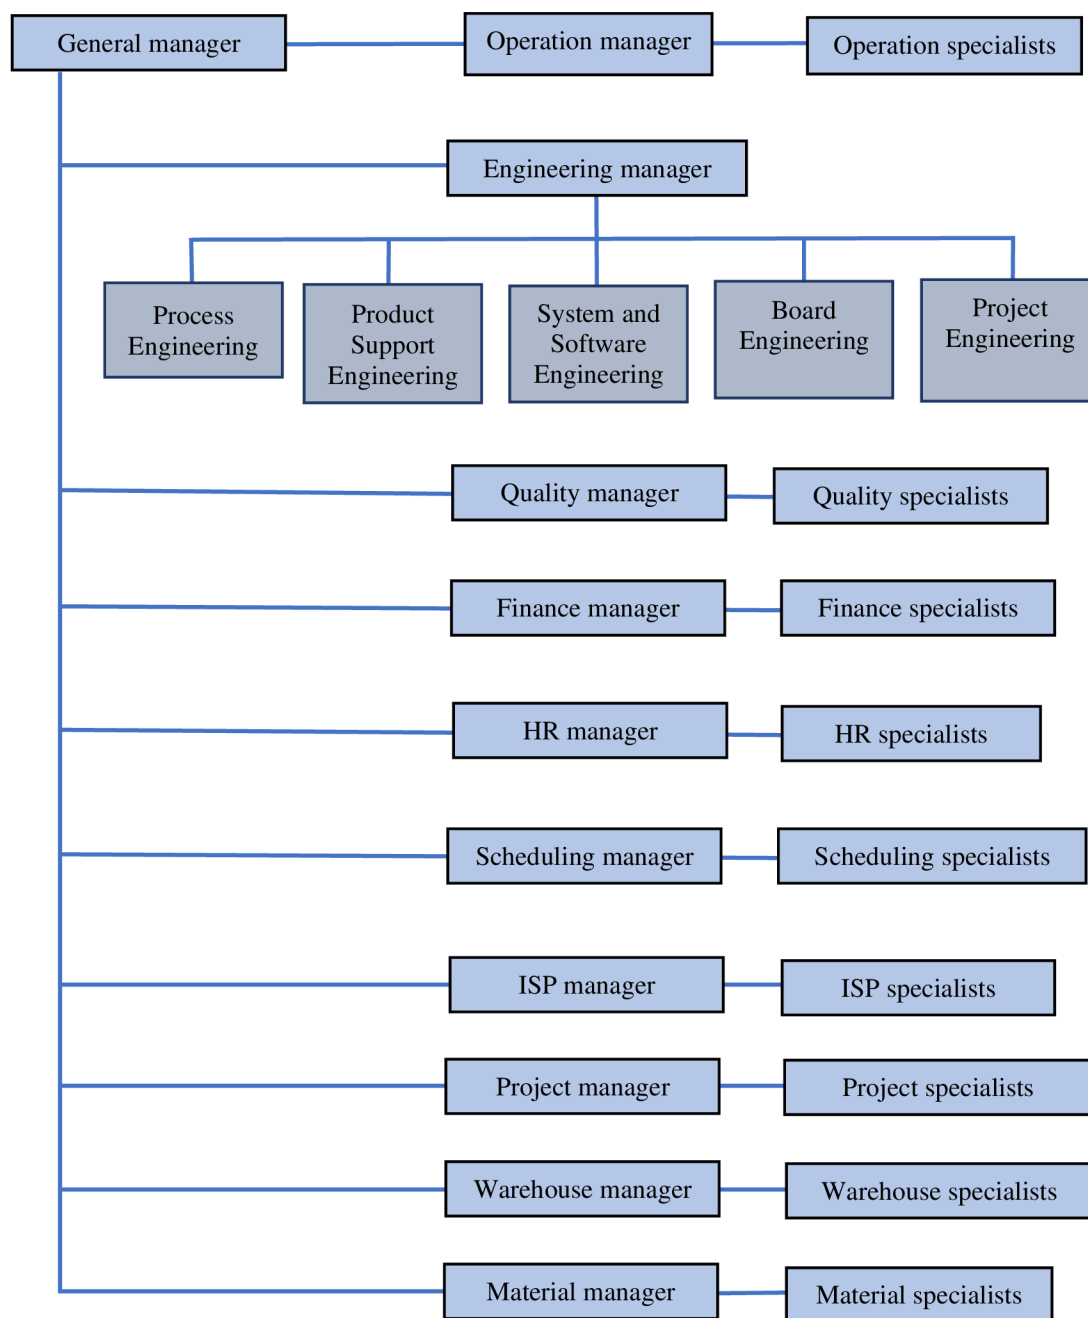 General manager
Operation manager
Operation specialists
Engineering manager
Process
Engineering
Product
Support
Engineering
System and
Software
Engineering
Board
Engineering
Project
Engineering
Quality manager
Quality specialists
Finance manager
Finance specialists
HR manager
HR specialists
Scheduling manager
Scheduling specialists
ISP manager
ISP specialists
Project manager
Project specialists
Warehouse manager
Warehouse specialists
Material manager
Material specialists